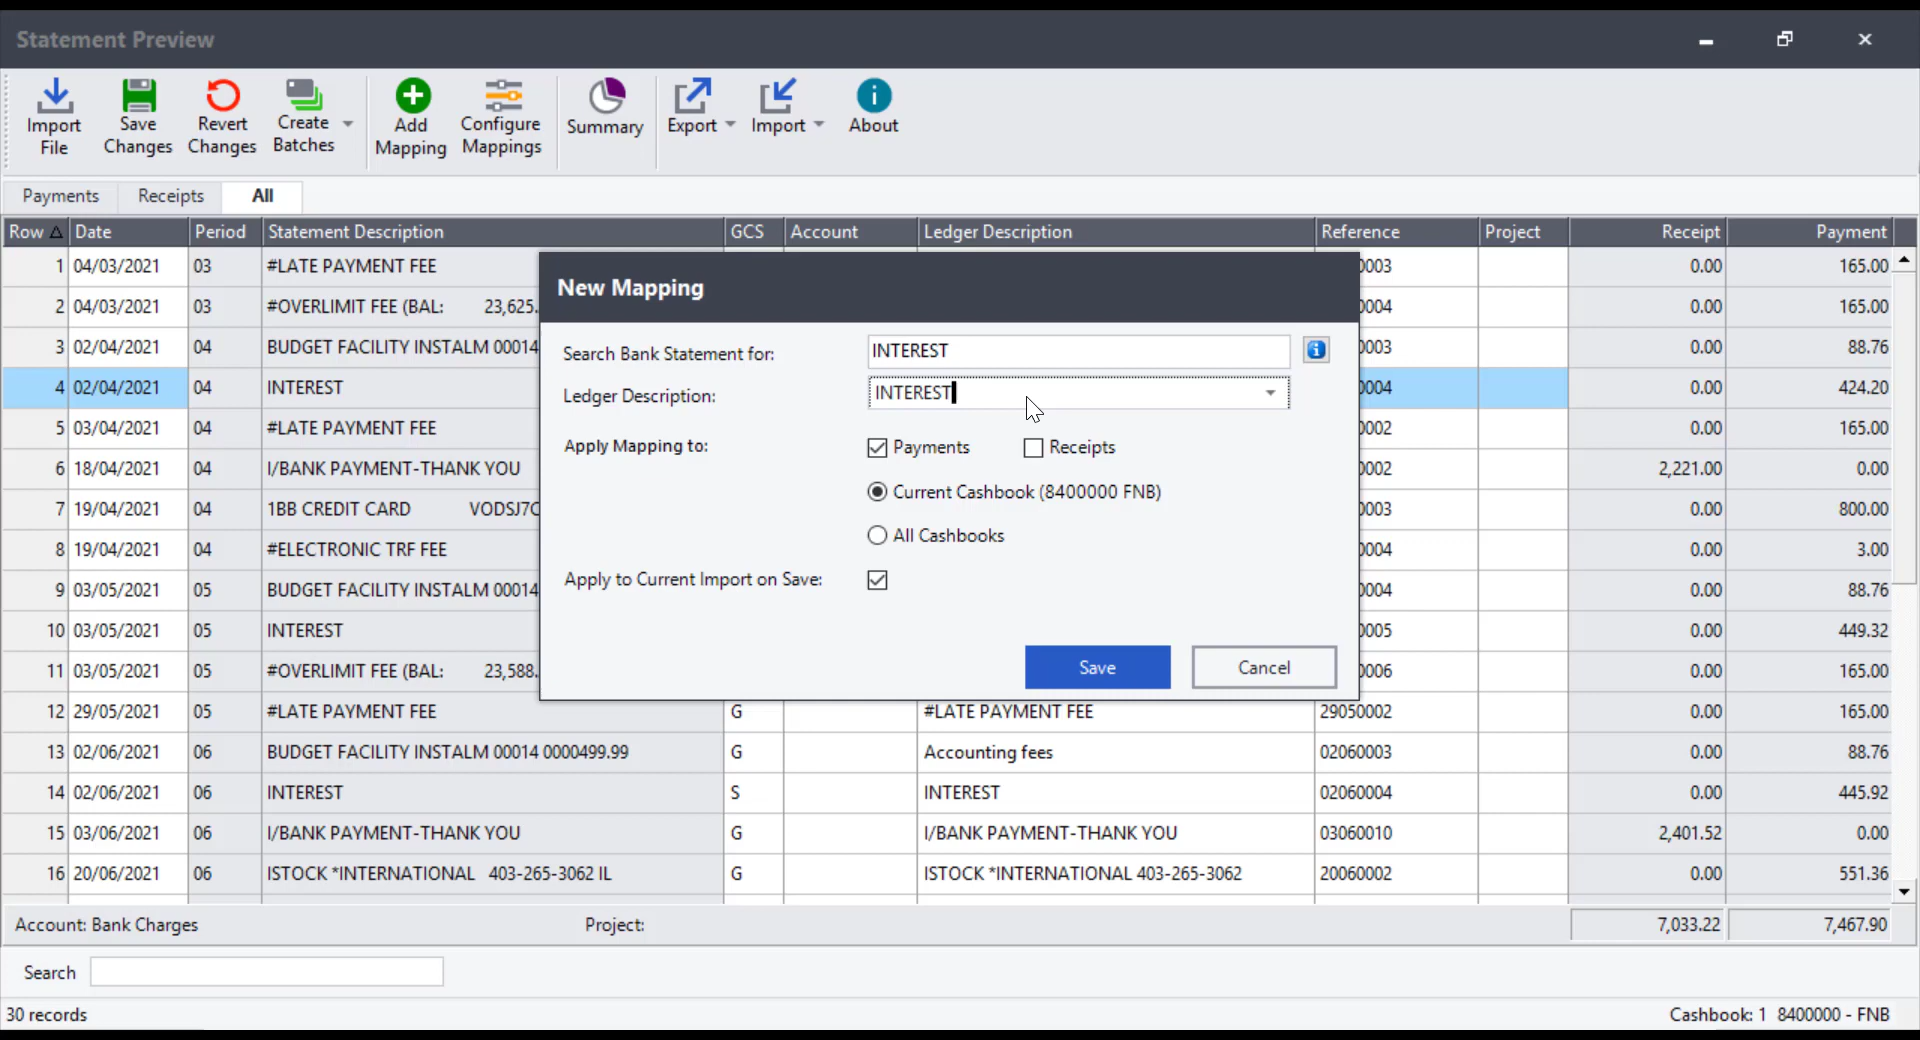 Statement Preview
Import File
Save Changes
Revert Changes
Create Batches
Add Mapping
Configure Mappings
Summary
Export
Import
About
Payments Receipts All
Row Date Period Statement Description GCS Account Ledger Description Reference Project Receipt Payment
1 04/03/2021 03 #LATE PAYMENT FEE 0003 0.00 165.00
2 04/03/2021 03 #OVERLIMIT FEE (BAL: 23,625. 0004 0.00 165.00
3 02/04/2021 04 BUDGET FACILITY INSTALM 00014 0003 0.00 88.76
4 02/04/2021 04 INTEREST 0004 0.00 424.20
5 03/04/2021 04 #LATE PAYMENT FEE 0002 0.00 165.00
6 18/04/2021 04 I/BANK PAYMENT-THANK YOU 0002 2,221.00 0.00
7 19/04/2021 04 1BB CREDIT CARD VODSJ7C 0003 0.00 800.00
8 19/04/2021 04 #ELECTRONIC TRF FEE 0004 0.00 3.00
9 03/05/2021 05 BUDGET FACILITY INSTALM 00014 0004 0.00 88.76
10 03/05/2021 05 INTEREST 0005 0.00 449.32
11 03/05/2021 05 #OVERLIMIT FEE (BAL: 23,588. 0006 0.00 165.00
12 29/05/2021 05 #LATE PAYMENT FEE G #LATE PAYMENT FEE 29050002 0.00 165.00
13 02/06/2021 06 BUDGET FACILITY INSTALM 00014 0000499.99 G Accounting fees 02060003 0.00 88.76
14 02/06/2021 06 INTEREST S INTEREST 02060004 0.00 445.92
15 03/06/2021 06 I/BANK PAYMENT-THANK YOU G I/BANK PAYMENT-THANK YOU 03060010 2,401.52 0.00
16 20/06/2021 06 ISTOCK *INTERNATIONAL 403-265-3062 IL G ISTOCK *INTERNATIONAL 403-265-3062 20060002 0.00 551.36
New Mapping
Search Bank Statement for: INTEREST
Ledger Description: INTEREST
Apply Mapping to: Payments Receipts
Current Cashbook (8400000 FNB)
All Cashbooks
Apply to Current Import on Save:
Save Cancel
Account: Bank Charges Project: 7,033.22 7,467.90
Search
30 records Cashbook: 1 8400000 - FNB